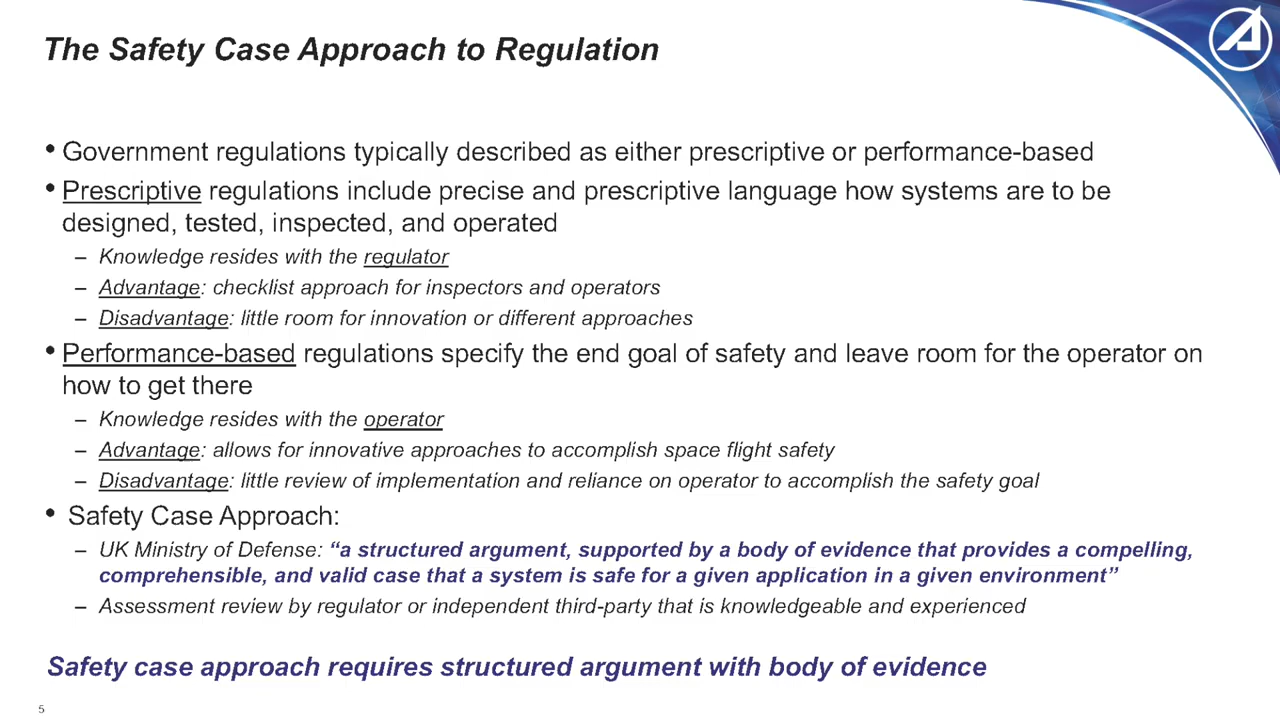 The Safety Case Approach to Regulation
• Government regulations typically described as either prescriptive or performance-based
• Prescriptive regulations include precise and prescriptive language how systems are to be
designed, tested, inspected, and operated
– Knowledge resides with the regulator
– Advantage: checklist approach for inspectors and operators
– Disadvantage: little room for innovation or different approaches
• Performance-based regulations specify the end goal of safety and leave room for the operator on
how to get there
– Knowledge resides with the operator
– Advantage: allows for innovative approaches to accomplish space flight safety
– Disadvantage: little review of implementation and reliance on operator to accomplish the safety goal
• Safety Case Approach:
– UK Ministry of Defense: “a structured argument, supported by a body of evidence that provides a compelling,
comprehensible, and valid case that a system is safe for a given application in a given environment”
– Assessment review by regulator or independent third-party that is knowledgeable and experienced
Safety case approach requires structured argument with body of evidence
5